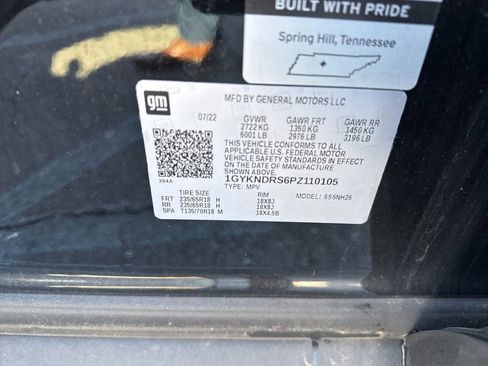 BUILT WITH PRIDE
Spring Hill, Tennessee
gm
MFD BY GENERAL MOTORS LLC
07/22
GVWR GAWR FRT GAWR RR
2722 KG 1350 KG 1450 KG
6001 LB 2976 LB 3196 LB
THIS VEHICLE CONFORMS TO ALL
APPLICABLE U.S. FEDERAL MOTOR
VEHICLE SAFETY STANDARDS IN
EFFECT ON THE DATE OF
MANUFACTURE SHOWN ABOVE.
384A
1GYKNDRS6PZ110105
TYPE: MPV MODEL: 556NH26
TIRE SIZE RIM
FRT 235/65R18 H 18X8J
RR 235/65R18 H 18X8J
SPA T135/70R18 M 18X4.5B